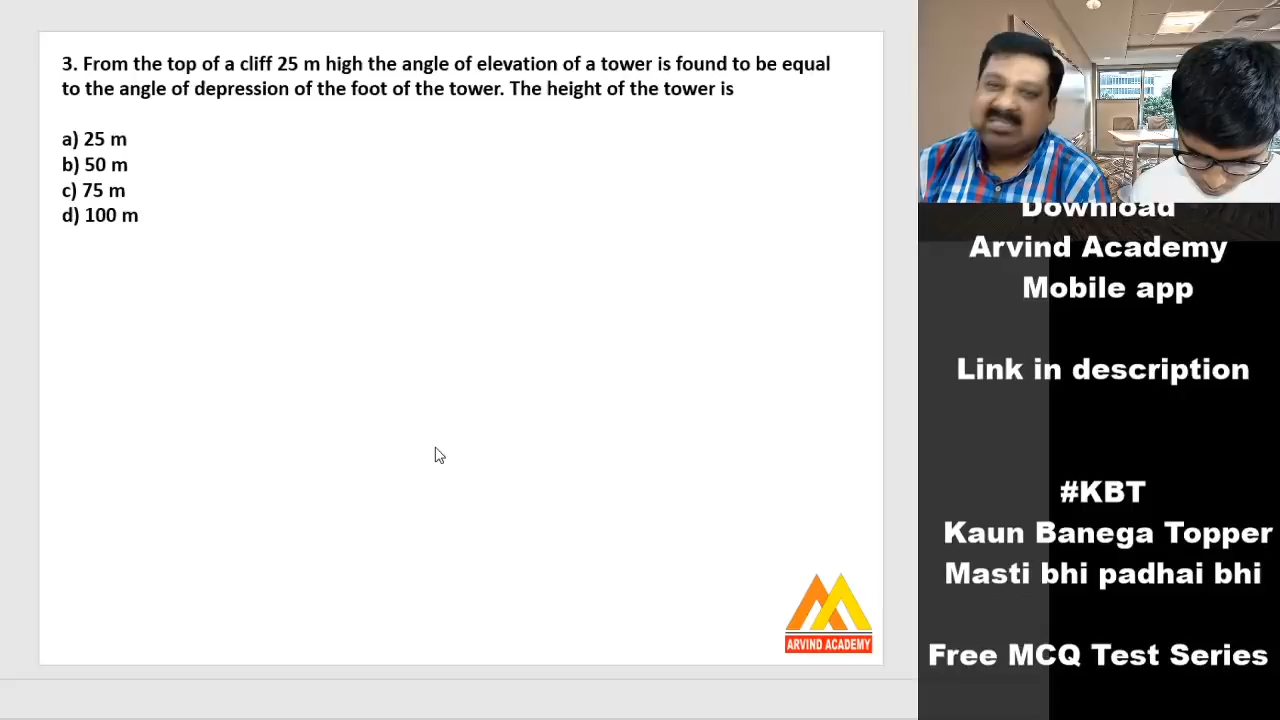 3. From the top of a cliff 25 m high the angle of elevation of a tower is found to be equal
to the angle of depression of the foot of the tower. The height of the tower is
a) 25 m
b) 50 m
c) 75 m
d) 100 m
ARVIND ACADEMY
Download
Arvind Academy
Mobile app
Link in description
#KBT
Kaun Banega Topper
Masti bhi padhai bhi
Free MCQ Test Series